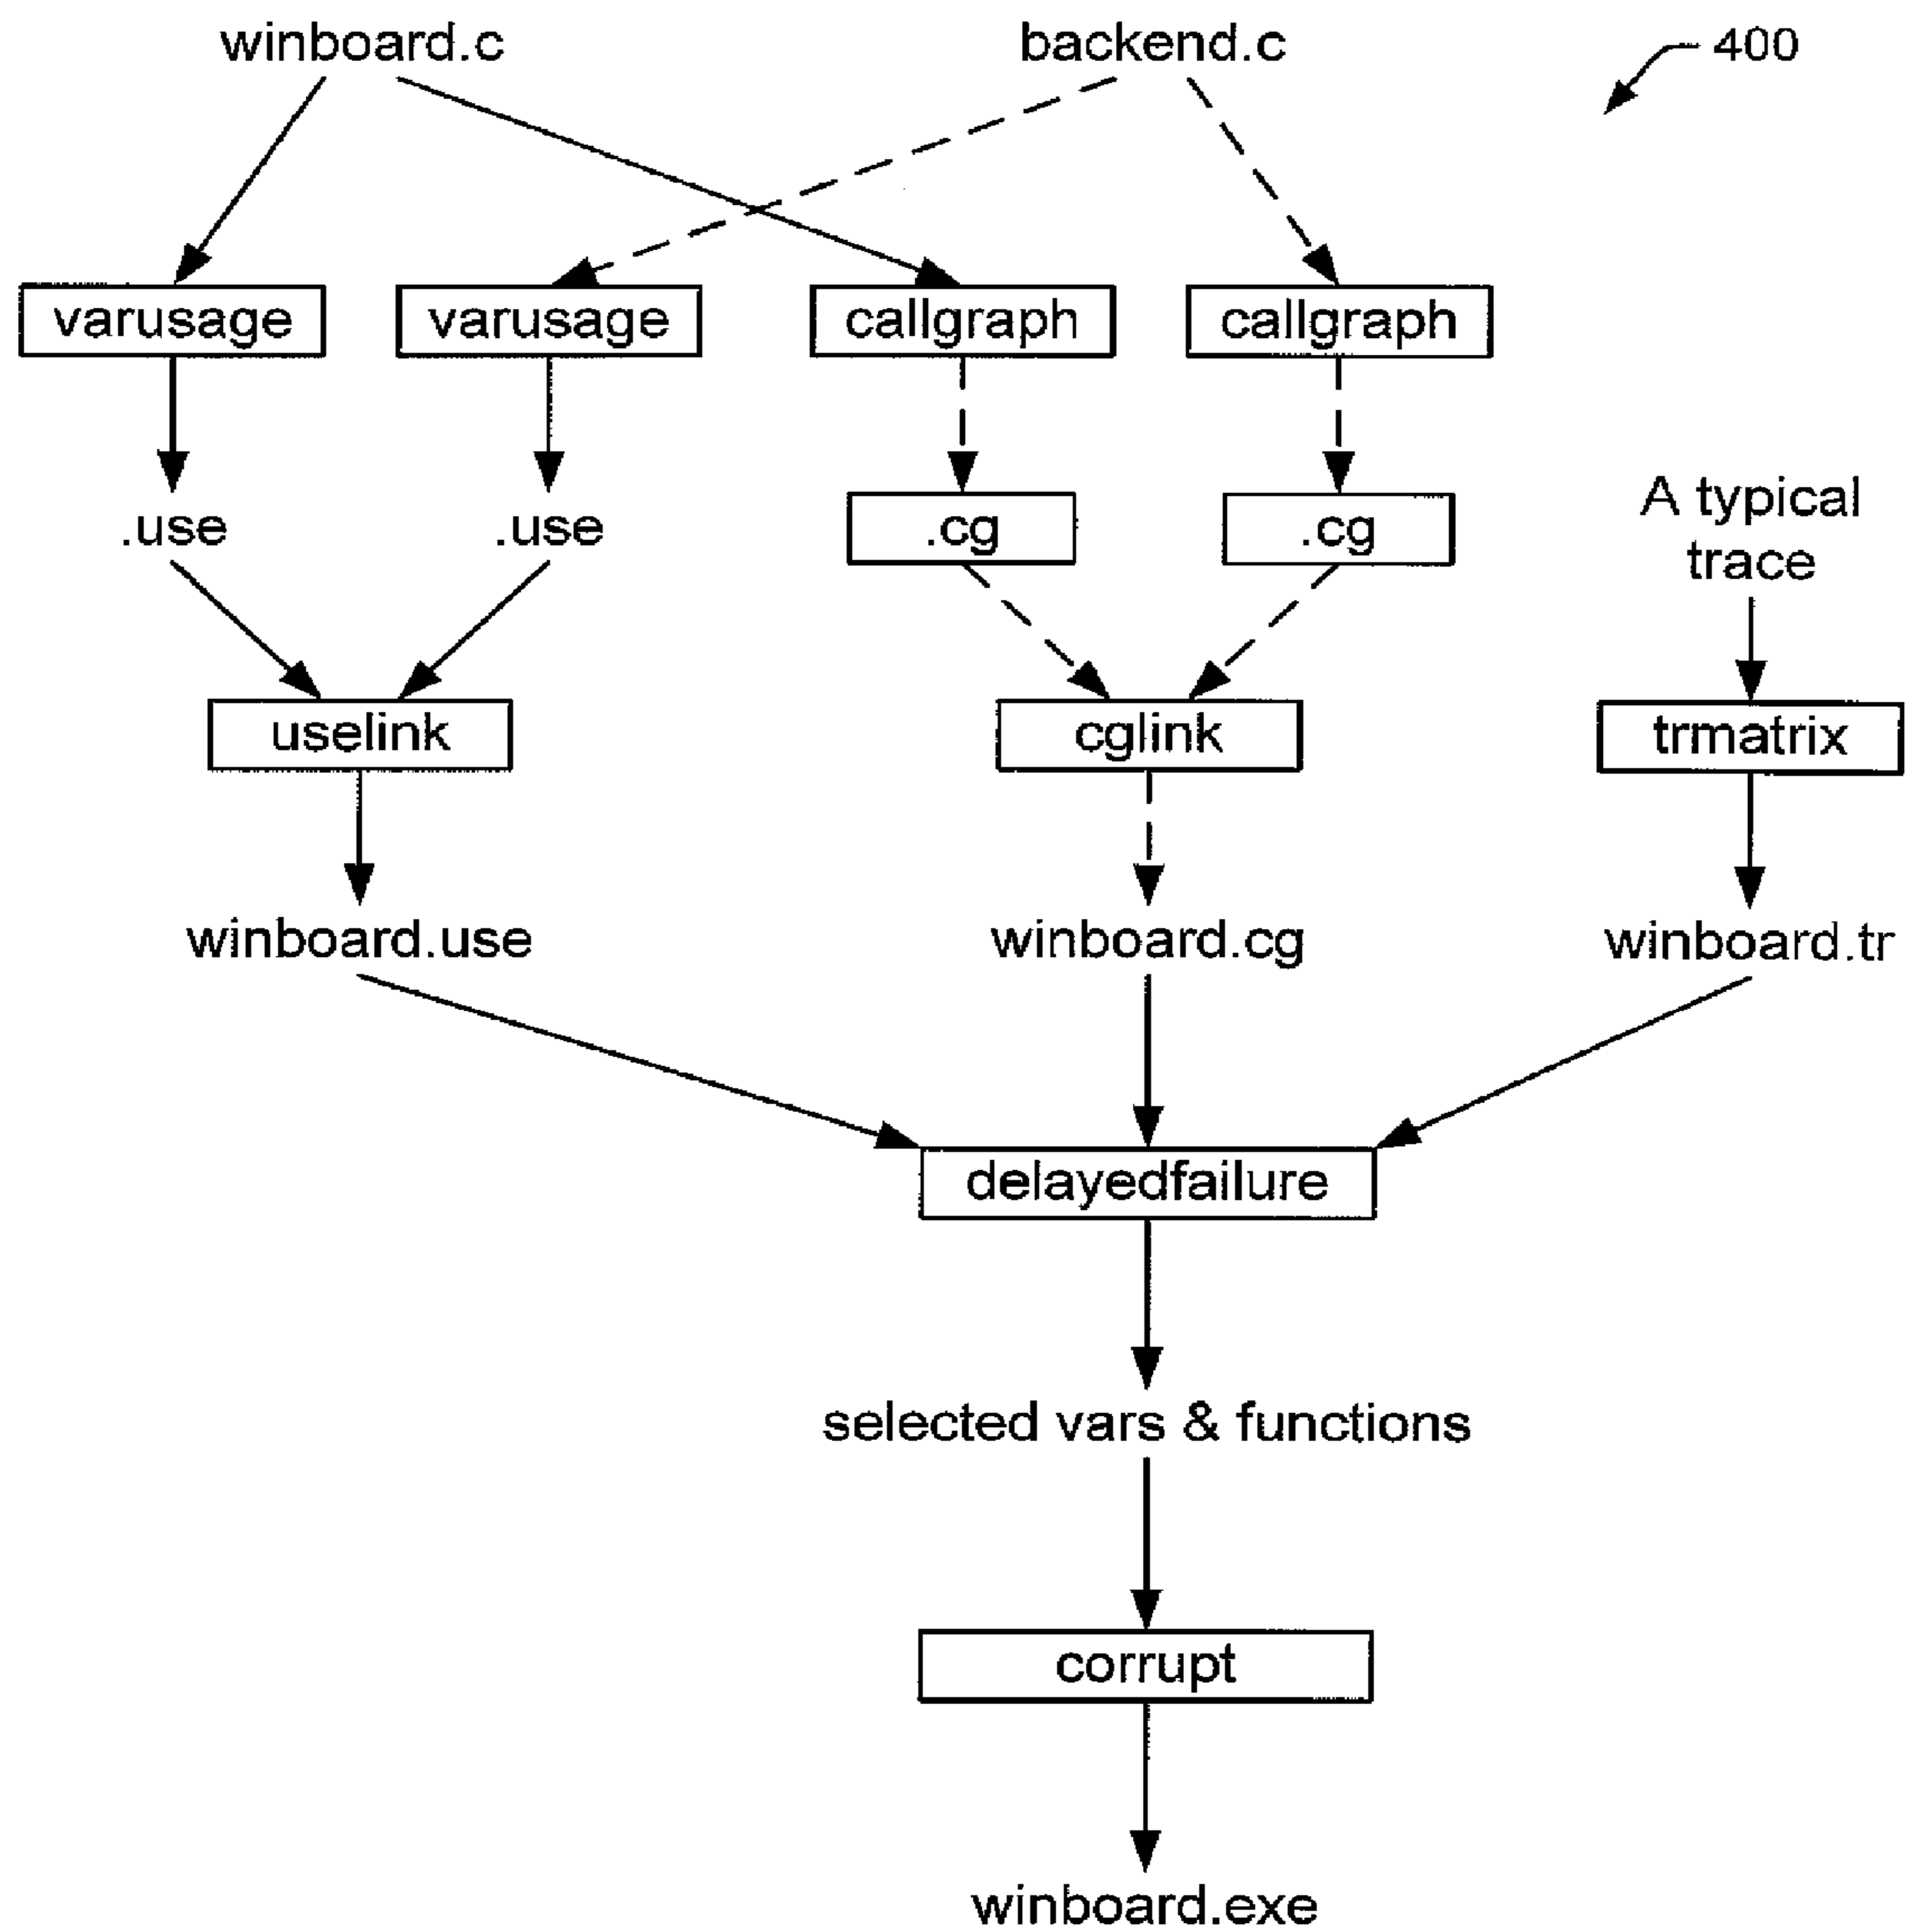 winboard.c
backend.c
400
varusage
varusage
callgraph
callgraph
.use
.use
.cg
.cg
A typical
trace
uselink
cglink
trmatrix
winboard.use
winboard.cg
winboard.tr
delayedfailure
selected vars & functions
corrupt
winboard.exe